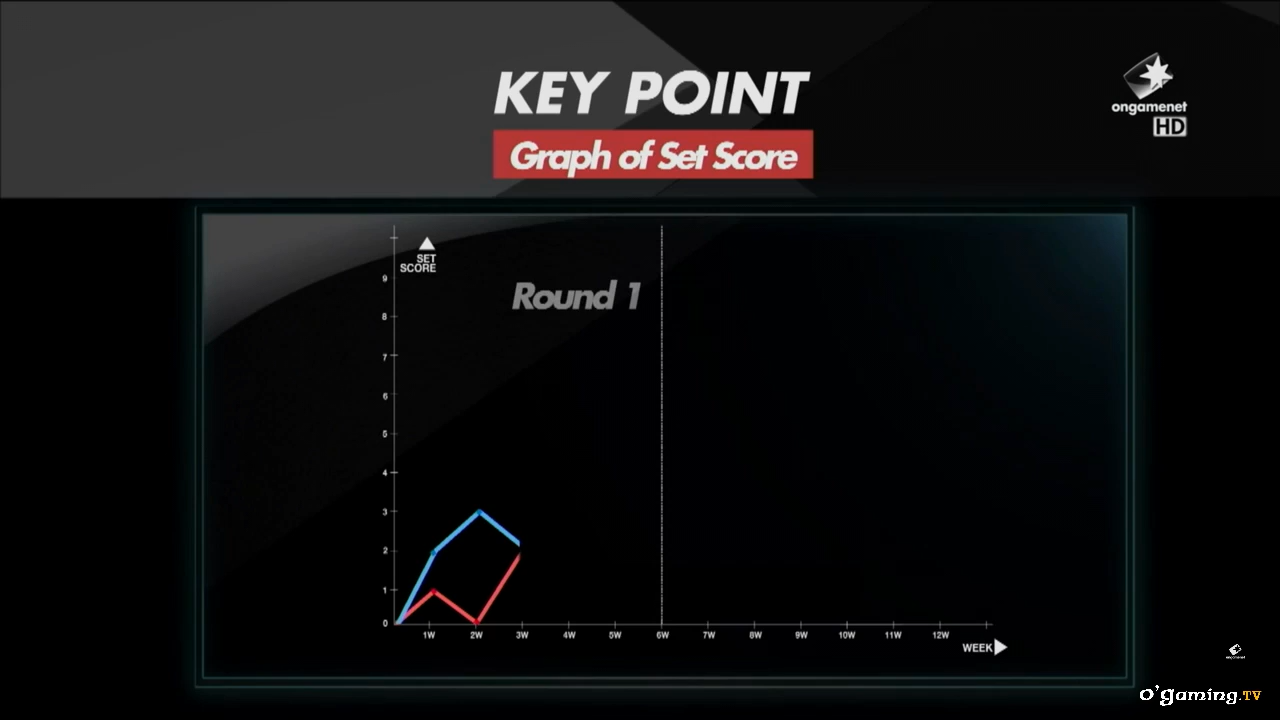 KEY POINT
Graph of Set Score
ongamenet
HD
SET
SCORE
Round 1
9
8
7
6
5
4
3
2
1
0
1W 2W 3W 4W 5W 6W 7W 8W 9W 10W 11W 12W
WEEK
ongamenet
O'Gaming.TV